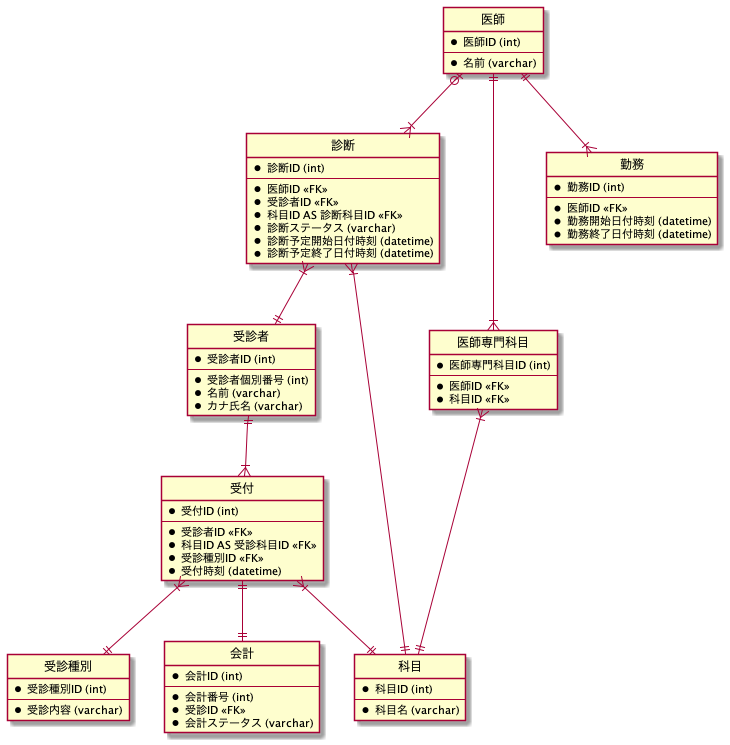 医師
医師ID (int)
名前 (varchar)
診断
診断ID (int)
医師ID «FK»
受診者ID «FK»
科目ID AS 診断科目ID «FK»
診断ステータス (varchar)
診断予定開始日付時刻 (datetime)
診断予定終了日付時刻 (datetime)
勤務
勤務ID (int)
医師ID «FK»
勤務開始日付時刻 (datetime)
勤務終了日付時刻 (datetime)
受診者
受診者ID (int)
受診者個別番号 (int)
名前 (varchar)
カナ氏名 (varchar)
医師専門科目
医師専門科目ID (int)
医師ID «FK»
科目ID «FK»
受付
受付ID (int)
受診者ID «FK»
科目ID AS 受診科目ID «FK»
受診種別ID «FK»
受付時刻 (datetime)
受診種別
受診種別ID (int)
受診内容 (varchar)
会計
会計ID (int)
会計番号 (int)
受診ID «FK»
会計ステータス (varchar)
科目
科目ID (int)
科目名 (varchar)